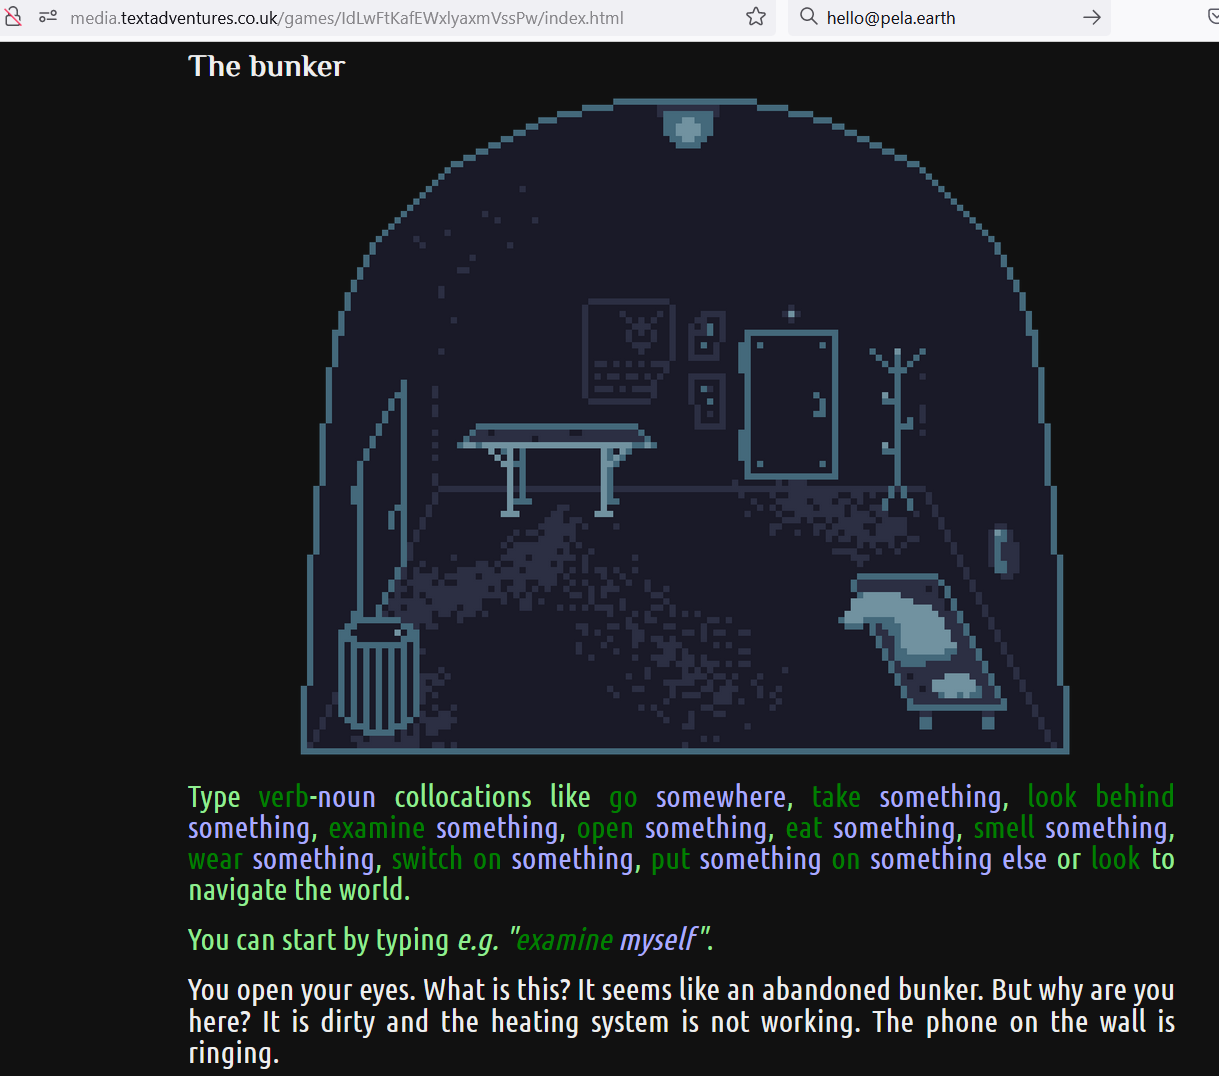 media.textadventures.co.uk/games/IdLwFtKafEWxlyaxmVssPw/index.html
hello@pela.earth
The bunker
Type verb-noun collocations like go somewhere, take something, look behind
something, examine something, open something, eat something, smell something,
wear something, switch on something, put something on something else or look to
navigate the world.
You can start by typing e.g. "examine myself".
You open your eyes. What is this? It seems like an abandoned bunker. But why are you
here? It is dirty and the heating system is not working. The phone on the wall is
ringing.